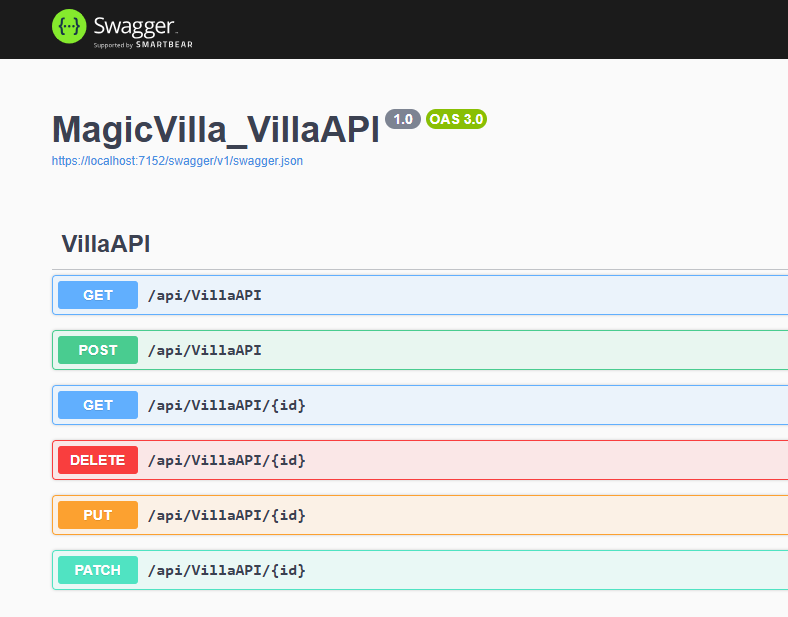 {···} Swagger
Supported by SMARTBEAR
MagicVilla_VillaAPI 1.0 OAS 3.0
https://localhost:7152/swagger/v1/swagger.json
VillaAPI
GET /api/VillaAPI
POST /api/VillaAPI
GET /api/VillaAPI/{id}
DELETE /api/VillaAPI/{id}
PUT /api/VillaAPI/{id}
PATCH /api/VillaAPI/{id}